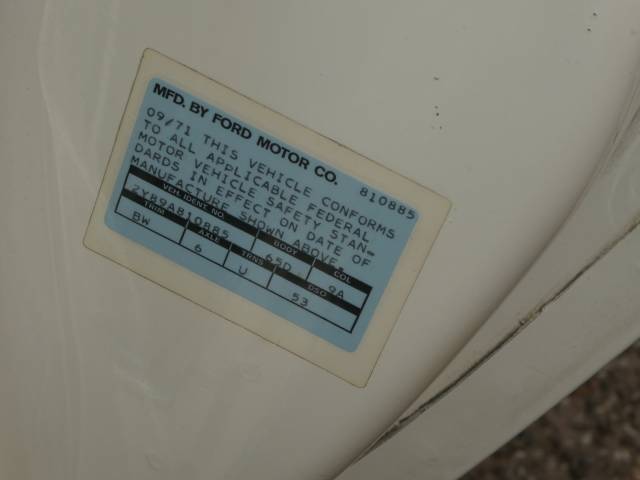 MFD. BY FORD MOTOR CO. 810885
09/71 THIS VEHICLE CONFORMS
TO ALL APPLICABLE FEDERAL
MOTOR VEHICLE SAFETY STAN-
DARDS IN EFFECT ON DATE OF
MANUFACTURE SHOWN ABOVE.
VEH. IDENT. NO. BODY COL
2Y89A810885 65D 9A
TRIM AXLE TRNS DSO
BW 6 U 53